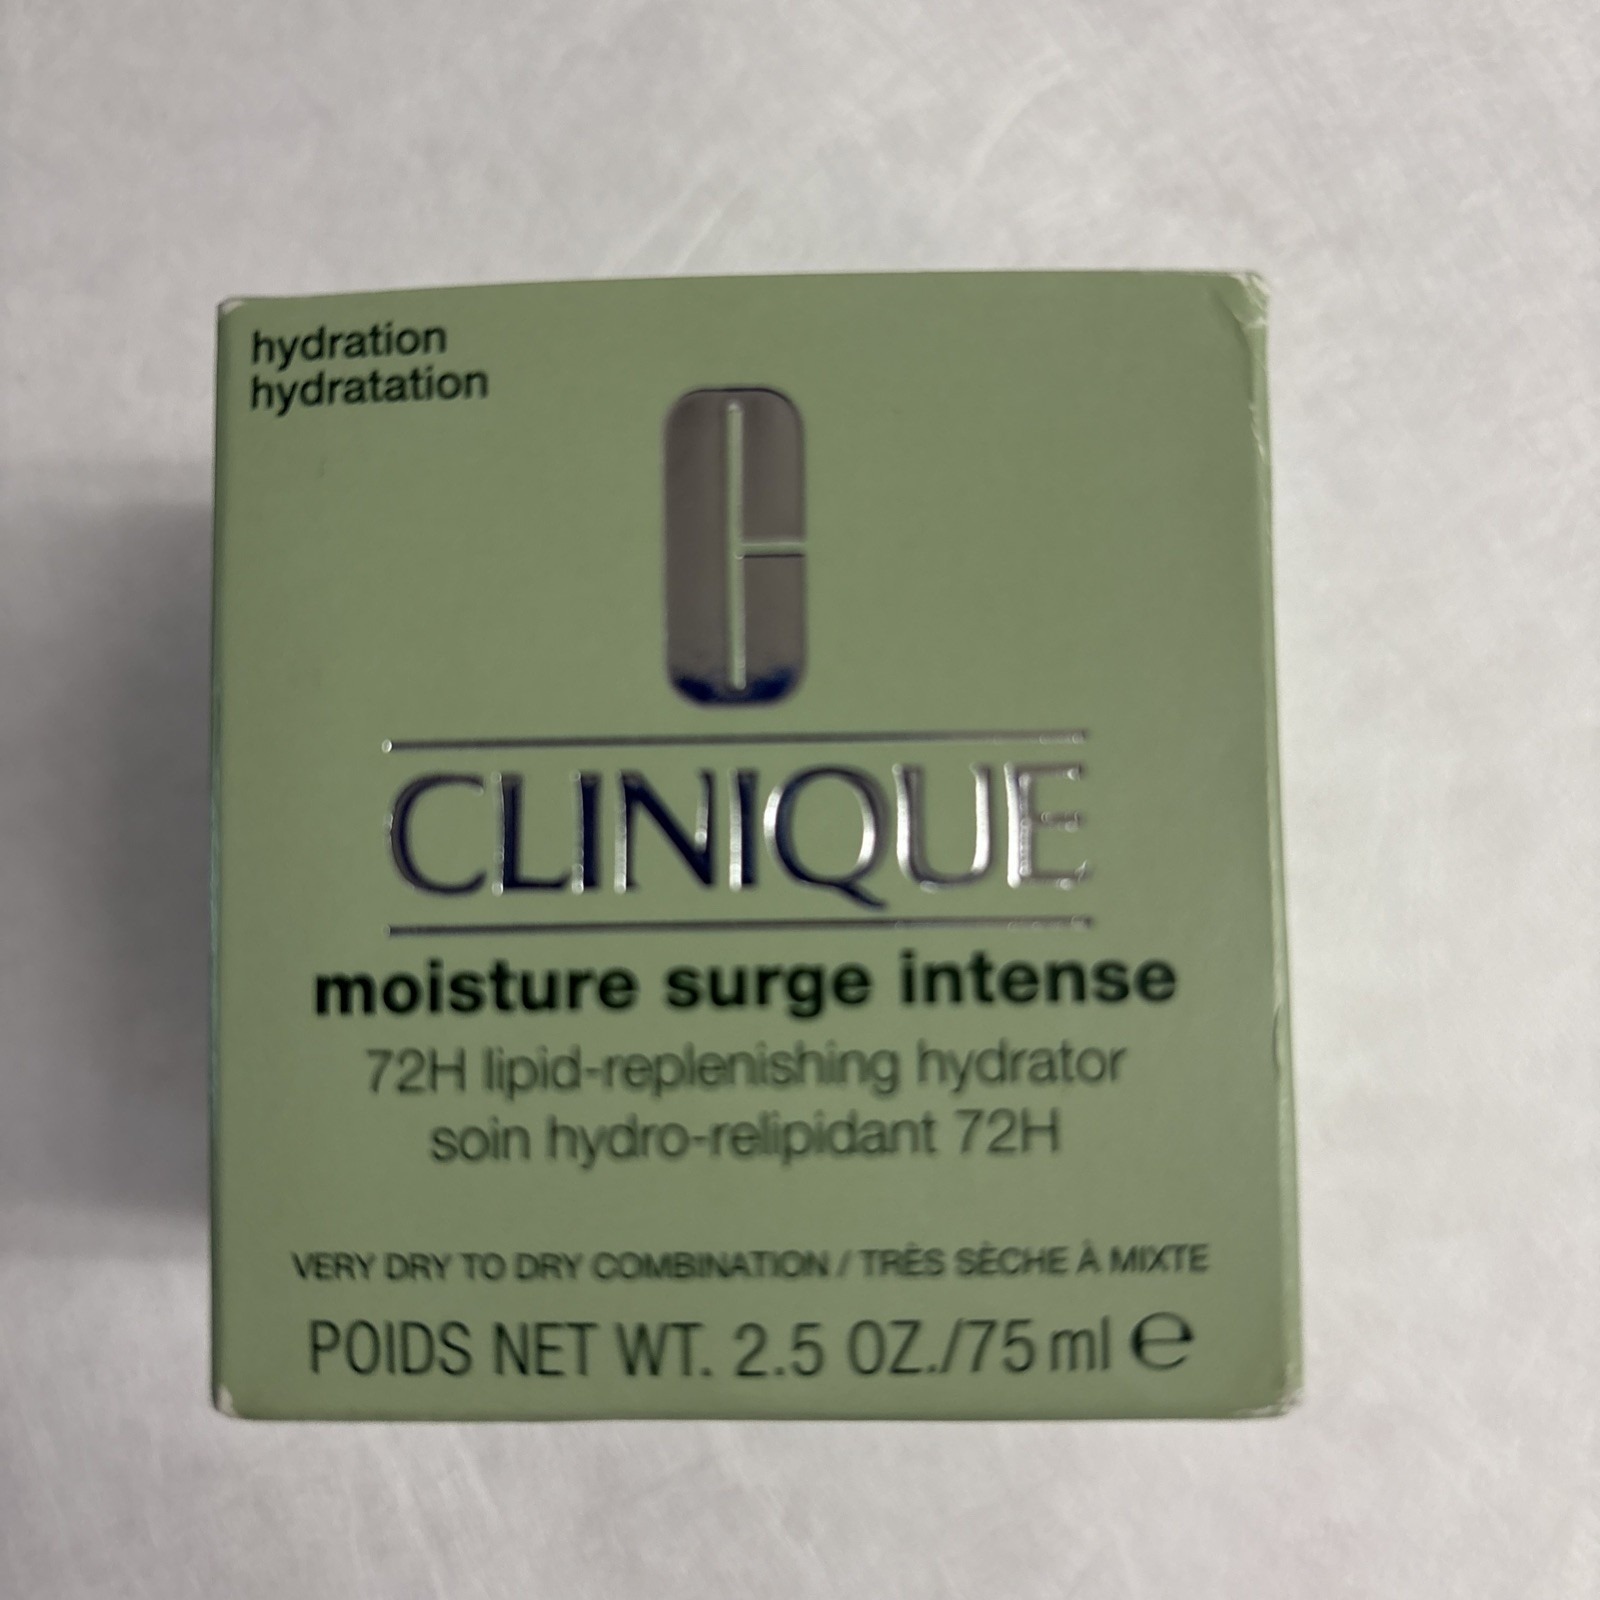 hydration
hydratation
CLINIQUE
moisture surge intense
72H lipid-replenishing hydrator
soin hydro-relipidant 72H
VERY DRY TO DRY COMBINATION / TRÈS SÈCHE À MIXTE
POIDS NET WT. 2.5 OZ./75 ml ℮